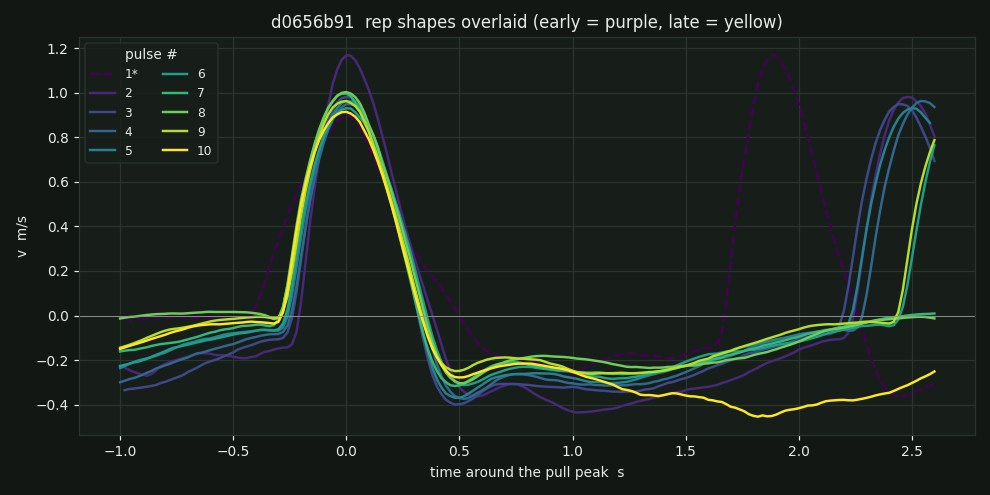 d0656b91  rep shapes overlaid (early = purple, late = yellow)
pulse #
1* 6
2 7
3 8
4 9
5 10
1.2
1.0
0.8
0.6
0.4
0.2
0.0
−0.2
−0.4
v  m/s
−1.0 −0.5 0.0 0.5 1.0 1.5 2.0 2.5
time around the pull peak  s